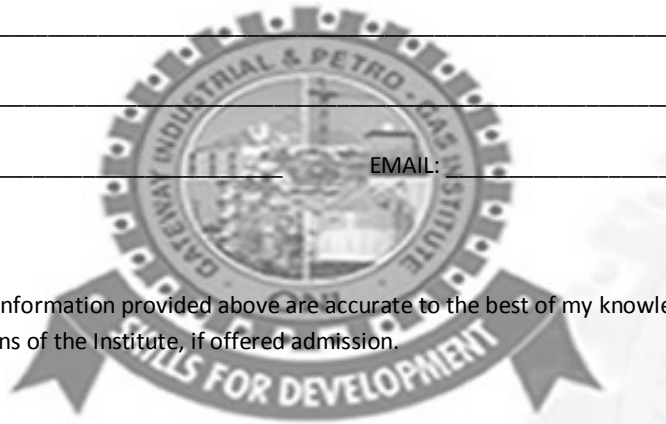 GATEWAY INDUSTRIAL & PETRO - GAS INSTITUTE
EMAIL:
nformation provided above are accurate to the best of my knowle
ns of the Institute, if offered admission.
SKILLS FOR DEVELOPMENT